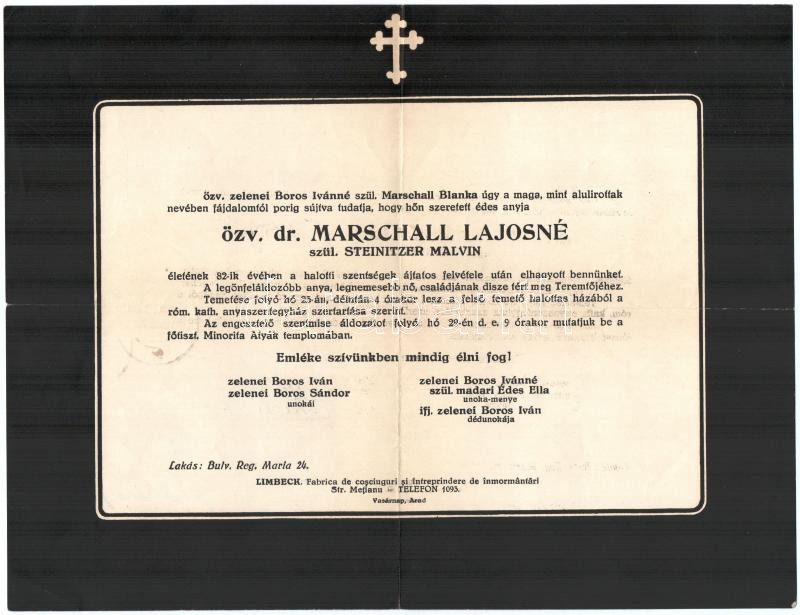 özv. zelenei Boros Ivánné szül. Marschall Blanka úgy a maga, mint alulirottak
nevében fájdalomtól porig sújtva tudatja, hogy hőn szeretett édes anyja
özv. dr. MARSCHALL LAJOSNÉ
szül. STEINITZER MALVIN
életének 82-ik évében a halotti szentségek ájtatos felvétele után elhagyott bennünket.
A legönfeláldozóbb anya, legnemesebb nő, családjának disze tért meg Teremtőjéhez.
Temetése folyó hó 23-án, délután 4 órakor lesz a felső temető halottas házából a
róm. kath. anyaszentegyház szertartása szerint.
Az engesztelő szentmise áldozatot folyó hó 29-én d. e. 9 órakor mutatjuk be a
főtiszt. Minorita Atyák templomában.
Emléke szívünkben mindig élni fog!
zelenei Boros Iván
zelenei Boros Sándor
unokái
zelenei Boros Ivánné
szül. madari Édes Ella
unoka-menye
ifj. zelenei Boros Iván
dédunokája
Lakás: Bulv. Reg. Maria 24.
LIMBECK. Fabrica de coșciuguri și întreprindere de înmormântări
Str. Mețianu — TELEFON 1093.
Vasárnap, Arad